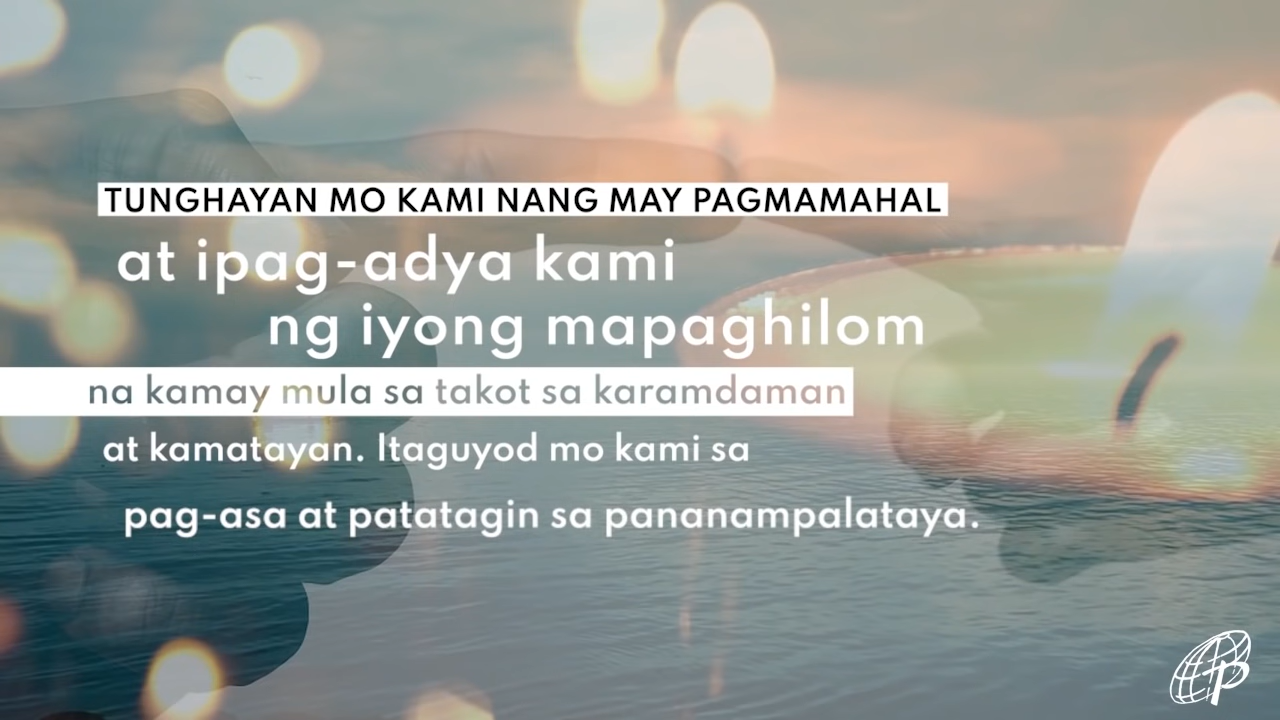 TUNGHAYAN MO KAMI NANG MAY PAGMAMAHAL
at ipag-adya kami
ng iyong mapaghilom
na kamay mula sa takot sa karamdaman
at kamatayan. Itaguyod mo kami sa
pag-asa at patatagin sa pananampalataya.